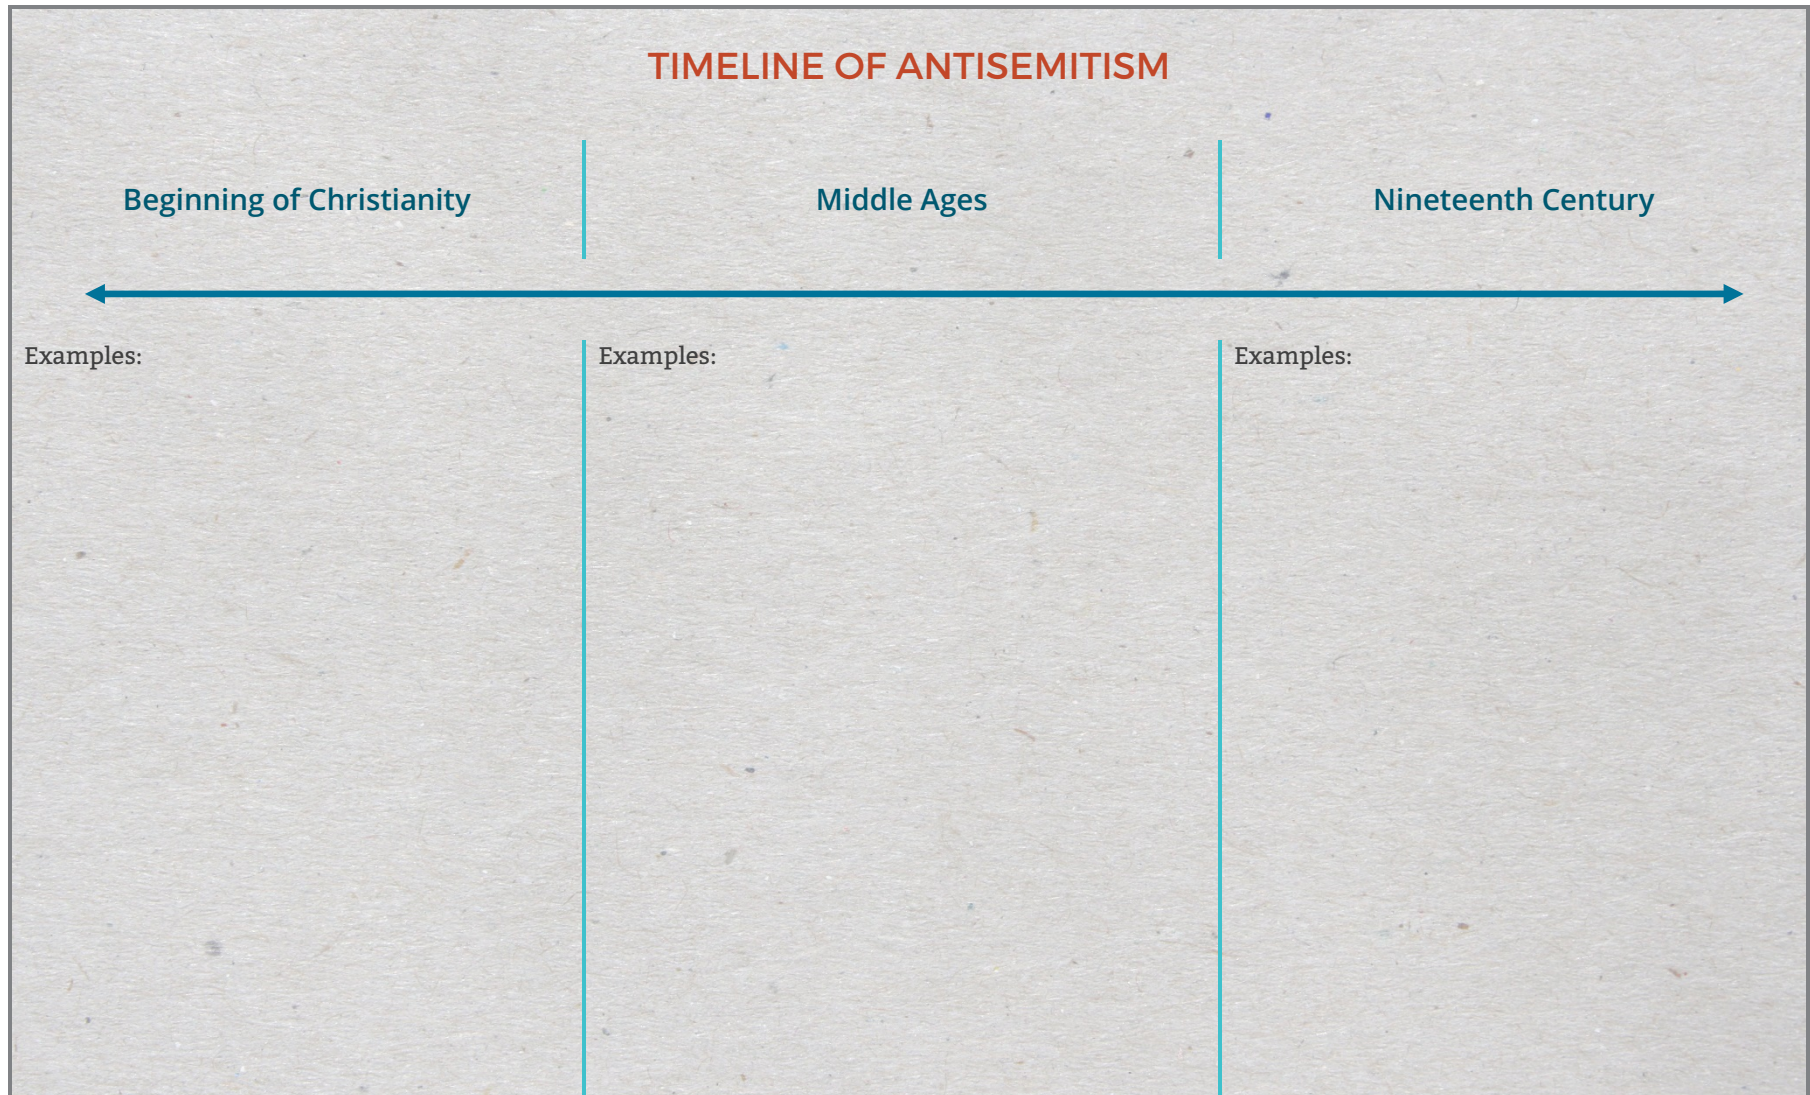 TIMELINE OF ANTISEMITISM
Beginning of Christianity
Middle Ages
Nineteenth Century
Examples:
Examples:
Examples: